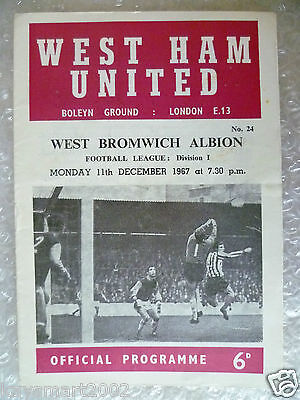 WEST HAM
UNITED
BOLEYN GROUND : LONDON E.13
No. 24
WEST BROMWICH ALBION
FOOTBALL LEAGUE: Division I
MONDAY 11th DECEMBER 1967 at 7.30 p.m.
OFFICIAL PROGRAMME 6D